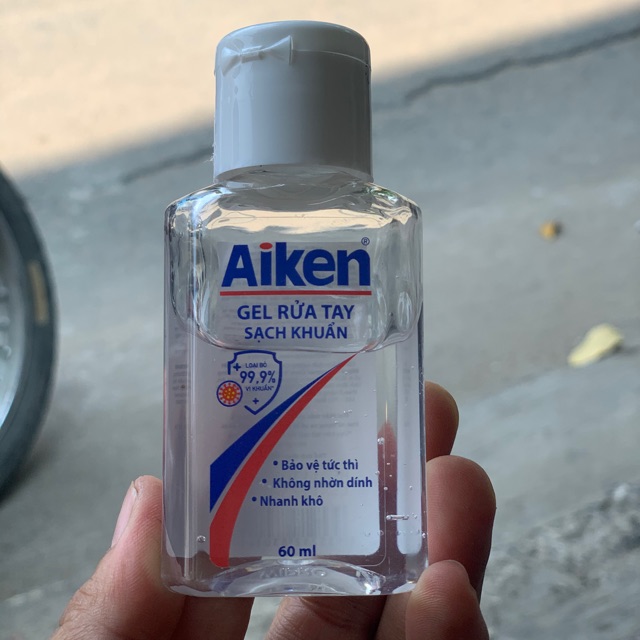 Aiken®
GEL RỬA TAY
SẠCH KHUẨN
LOẠI BỎ
99,9%
VI KHUẨN*
* Bảo vệ tức thì
* Không nhờn dính
* Nhanh khô
60 ml